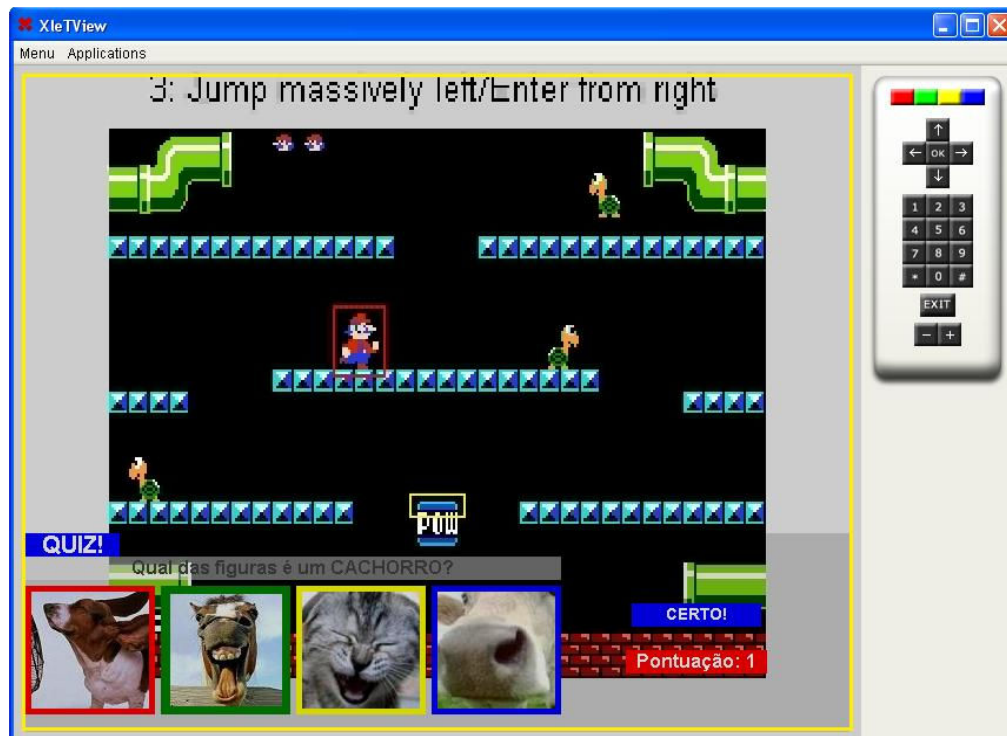 XleTView
Menu Applications
3: Jump massively left/Enter from right
POW
QUIZ!
Qual das figuras é um CACHORRO?
CERTO!
Pontuação: 1
↑
← OK →
↓
1 2 3
4 5 6
7 8 9
* 0 #
EXIT
− +